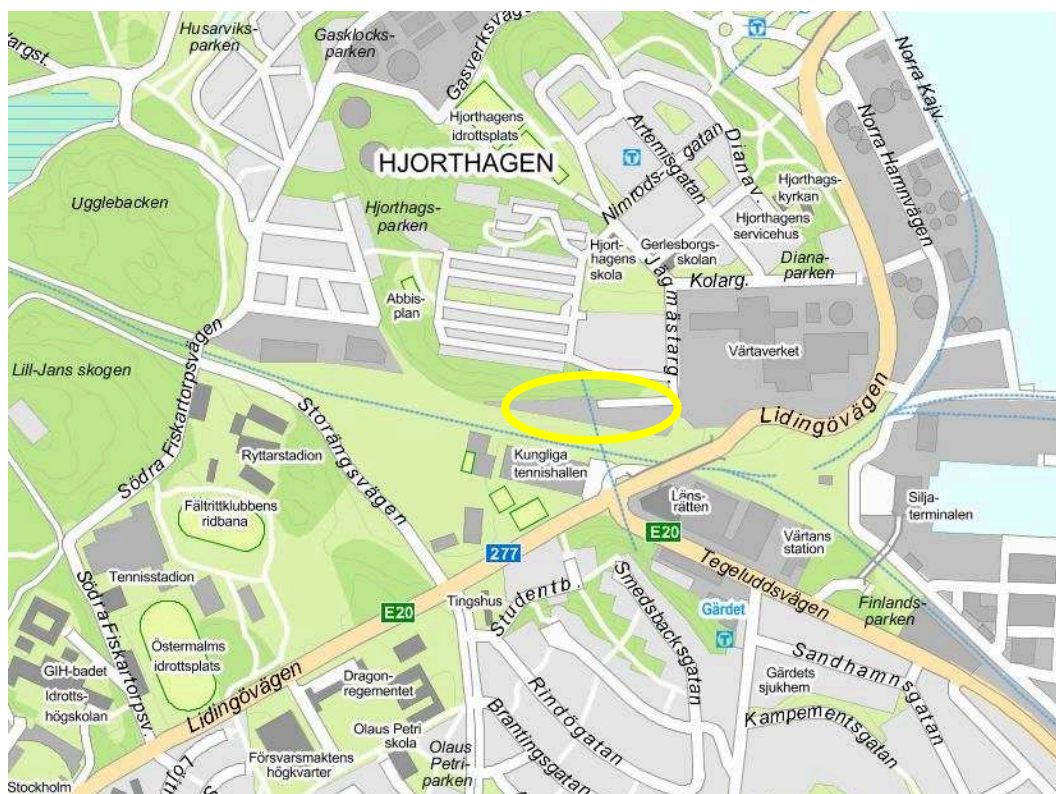 Husarviks-
parken
Gasklocks-
parken
Gasverksväg
Norra Kajv.
argst.
Hjorthagens
idrottsplats
Artemisgatan
Dianav.
Norra Hamnvägen
HJORTHAGEN
Nimrods-gatan
Hjorthags-
kyrkan
Ugglebacken
Hjorthags-
parken
Hjorthagens
servicehus
Hjort-
hagens
skola
Gerlesborgs-
skolan
Diana-
parken
Jägmästarg.
Kolarg.
Abbis-
plan
Värtaverket
Lill-Jans skogen
Södra Fiskartorpsvägen
Storängsvägen
Lidingövägen
Ryttarstadion
Kungliga
tennishallen
Fältrittklubbens
ridbana
Läns-
rätten
Silja-
terminalen
E20
Värtans
station
277
Tennisstadion
Tegeluddsvägen
Smedsbacksgatan
E20
Tingshus
Studentb.
Gärdet
Finlands-
parken
Södra Fiskartorpsv.
Östermalms
idrottsplats
Sandhamnsgatan
GIH-badet
Idrotts-
högskolan
Lidingövägen
Dragon-
regementet
Rindögatan
Gärdets
sjukhem
Olaus Petri
skola
Brantingsgatan
Kampementsgatan
Försvarsmaktens
högkvarter
Olaus
Petri-
parken
Stockholm